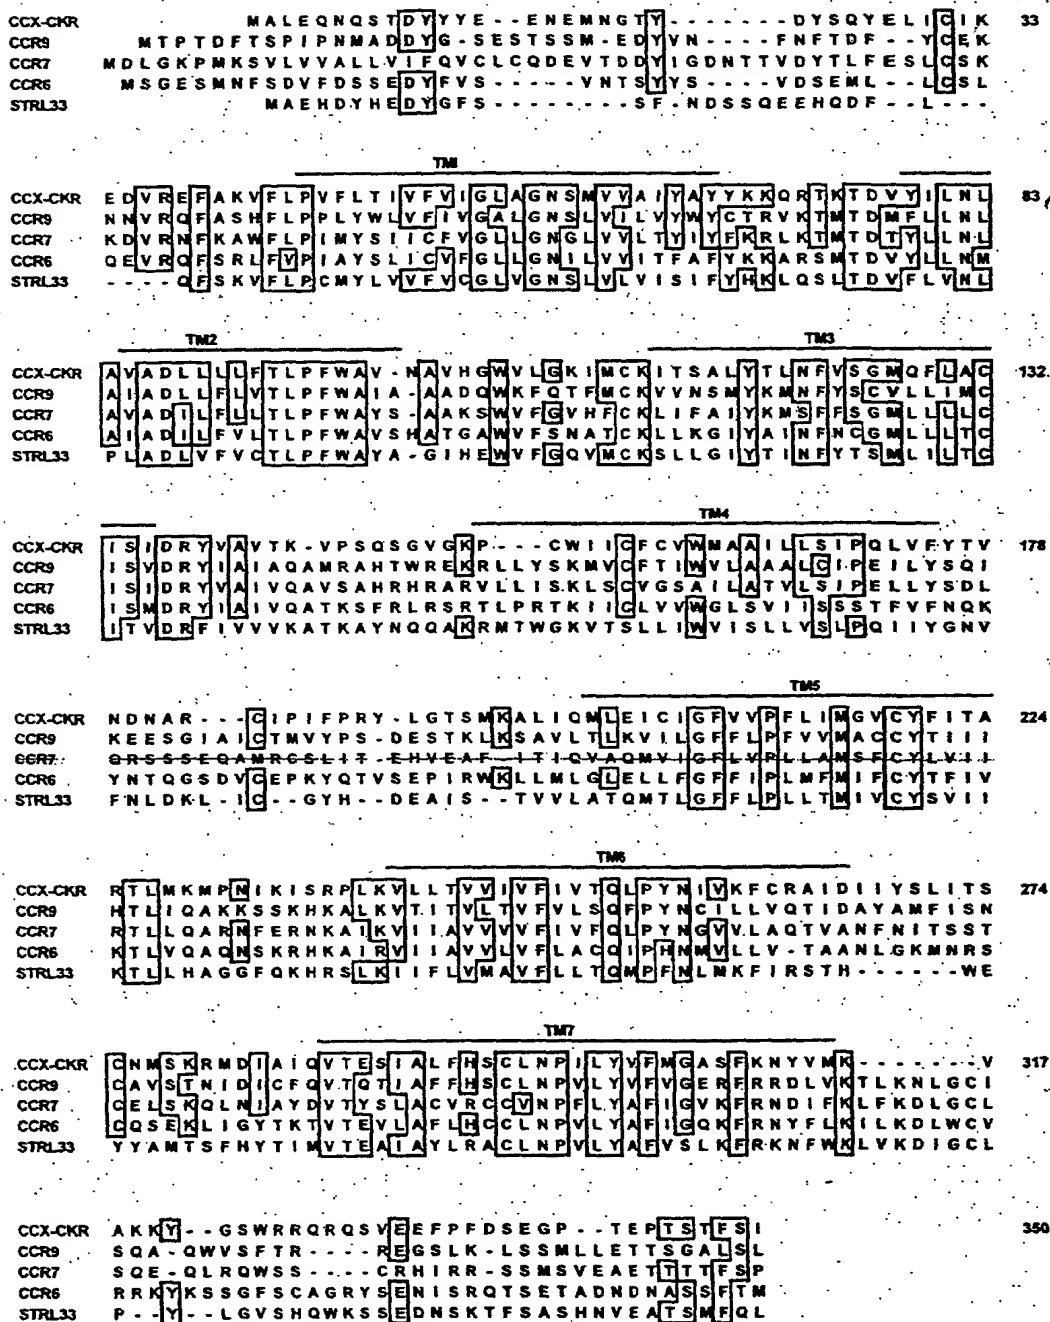 CCX-CKR MALEQNQSTDYYYE--ENEMNGTY-------DYSQYELICIK 33
CCR9 MTPTDFTSPIPNMADDYG-SESTSSM-EDYVN----FNFTDF--YCEK
CCR7 MDLGKPMKSVLVVALLVIFQVCLCQDEVTDDYIGDNTTVDYTLFESLCSK
CCR6 MSGESMNFSDVFDSSEDYFVS-----VNTSYYS-----VDSEML--LCSL
STRL33 MAEHDYHEDYGFS-------SF-NDSSQEEHQDF--L---
TMI
CCX-CKR EDVREFAKVFLPVFLTIVFVIGLAGNSMVVAIYAYYKKQRTKTDVYILNL 83
CCR9 NNVRQFASHFLPPLYWLVFIVGALGNSLVILVYWYCTRVKTMTDMFLLNL
CCR7 KDVRNFKAWFLPIMYSIICFVGLLGNGLVVLTYIYFKRLKTMTDTYLLNL
CCR6 QEVRQFSRLFVPIAYSLICVFGLLGNILVVITFAFYKKARSMTDVYLLNM
STRL33 ----QFSKVFLPCMYLVVFVCGLVGNSLVLVISIFYHKLQSLTDVFLVNL
TM2 TM3
CCX-CKR AVADLLLLFTLPFWAV-NAVHGWVLGKIMCKITSALYTLNFVSGMQFLAC 132
CCR9 AIADLLFLVTLPFWAIA-AADQWKFQTFMCKVVNSMYKMNFYSCVLLIMC
CCR7 AVADILFLLTLPFWAYS-AAKSWVFGVHFCKLIFAIYKMSFFSGMLLLLC
CCR6 AIADILFVLTLPFWAVSHATGAWVFSNATCKLLKGIYAINFNCGMLLLTC
STRL33 PLADLVFVCTLPFWAYA-GIHEWVFGQVMCKSLLGIYTINFYTSMLILTC
TM4
CCX-CKR ISIDRYVAVTK-VPSQSGVGKP---CWIICFCVWMAAILLSIPQLVFYTV 178
CCR9 ISVDRYIAIAQAMRAHTWREKRLLYSKMVCFTIWVLAAALCIPEILYSQI
CCR7 ISIDRYVAIVQAVSAHRHRARVLLISKLSCVGSAILATVLSIPELLYSDL
CCR6 ISMDRYIAIVQATKSFRLRSRTLPRTKIICLVVWGLSVIISSSTFVFNQK
STRL33 ITVDRFIVVVKATKAYNQQAKRMTWGKVTSLLIWVISLLVSLPQIIYGNV
TM5
CCX-CKR NDNAR---CIPIFPRY-LGTSMKALIQMLEICIGFVVPFLIMGVCYFITA 224
CCR9 KEESGIAICTMVYPS-DESTKLKSAVLTLKVILGFFLPFVVMACCYTIII
CCR7 QRSSSEQAMRCSLIT-EHVEAF-ITIQVAQMVIGFLVPLLAMSFCYLVII
CCR6 YNTQGSDVCEPKYQTVSEPIRWKLLMLGLELLFGFFIPLMFMIFCYTFIV
STRL33 FNLDKL-IC--GYH--DEAIS--TVVLATQMTLGFFLPLLTMIVCYSVII
TM6
CCX-CKR RTLMKMPNIKISRPLKVLLTVVIVFIVTQLPYNIVKFCRAIDIIYSLITS 274
CCR9 HTLIQAKKSSKHKALKVTITVLTVFVLSQFPYNCILLVQTIDAYAMFISN
CCR7 RTLLQARNFERNKAIKVIIAVVVVFIVFQLPYNGVVLAQTVANFNITSST
CCR6 KTLVQAQNSKRHKAIRVIIAVVLVFLACQIPHNMVLLV-TAANLGKMNRS
STRL33 KTLLHAGGFQKHRSLKIIFLVMAVFLLTQMPFNLMKFIRSTH------WE
TM7
CCX-CKR CNMSKRMDIAIQVTESIALFHSCLNPILYVFMGASFKNYVMK-------V 317
CCR9 CAVSTNIDICFQVTQTIAFFHSCLNPVLYVFVGERFRRDLVKTLKNLGCI
CCR7 CELSKQLNIAYDVTYSLACVRCCVNPFLYAFIGVKFRNDIFKLFKDLGCL
CCR6 CQSEKLIGYTKTVTEVLAFLHCCLNPVLYAFIGQKFRNYFLKILKDLWCV
STRL33 YYAMTSFHYTIMVTEAIAYLRACLNPVLYAFVSLKFRKNFWKLVKDIGCL
CCX-CKR AKKY--GSWRRQRQSVEEFPFDSEGP--TEPTSTFSI 350
CCR9 SQA-QWVSFTR----REGSLK-LSSMLLETTSGALSL
CCR7 SQE-QLRQWSS----CRHIRR-SSMSVEAETTTTFSP
CCR6 RRKYKSSGFSCAGRYSENISRQTSETADNDNASSFTM
STRL33 P--Y--LGVSHQWKSSEDNSKTFSASHNVEATSMFQL